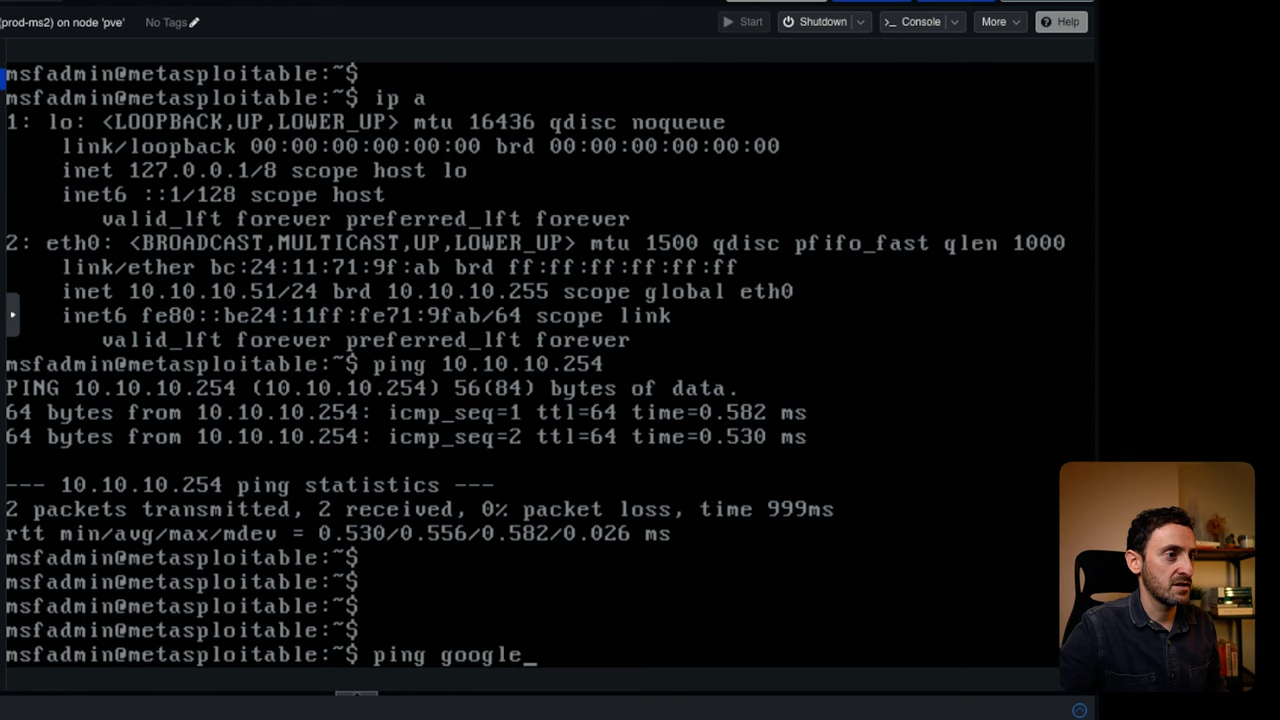 (prod-ms2) on node 'pve' No Tags Start Shutdown Console More Help
msfadmin@metasploitable:~$
msfadmin@metasploitable:~$ ip a
1: lo: <LOOPBACK,UP,LOWER_UP> mtu 16436 qdisc noqueue
link/loopback 00:00:00:00:00:00 brd 00:00:00:00:00:00
inet 127.0.0.1/8 scope host lo
inet6 ::1/128 scope host
valid_lft forever preferred_lft forever
2: eth0: <BROADCAST,MULTICAST,UP,LOWER_UP> mtu 1500 qdisc pfifo_fast qlen 1000
link/ether bc:24:11:71:9f:ab brd ff:ff:ff:ff:ff:ff
inet 10.10.10.51/24 brd 10.10.10.255 scope global eth0
inet6 fe80::be24:11ff:fe71:9fab/64 scope link
valid_lft forever preferred_lft forever
msfadmin@metasploitable:~$ ping 10.10.10.254
PING 10.10.10.254 (10.10.10.254) 56(84) bytes of data.
64 bytes from 10.10.10.254: icmp_seq=1 ttl=64 time=0.582 ms
64 bytes from 10.10.10.254: icmp_seq=2 ttl=64 time=0.530 ms
--- 10.10.10.254 ping statistics ---
2 packets transmitted, 2 received, 0% packet loss, time 999ms
rtt min/avg/max/mdev = 0.530/0.556/0.582/0.026 ms
msfadmin@metasploitable:~$
msfadmin@metasploitable:~$
msfadmin@metasploitable:~$
msfadmin@metasploitable:~$
msfadmin@metasploitable:~$ ping google_